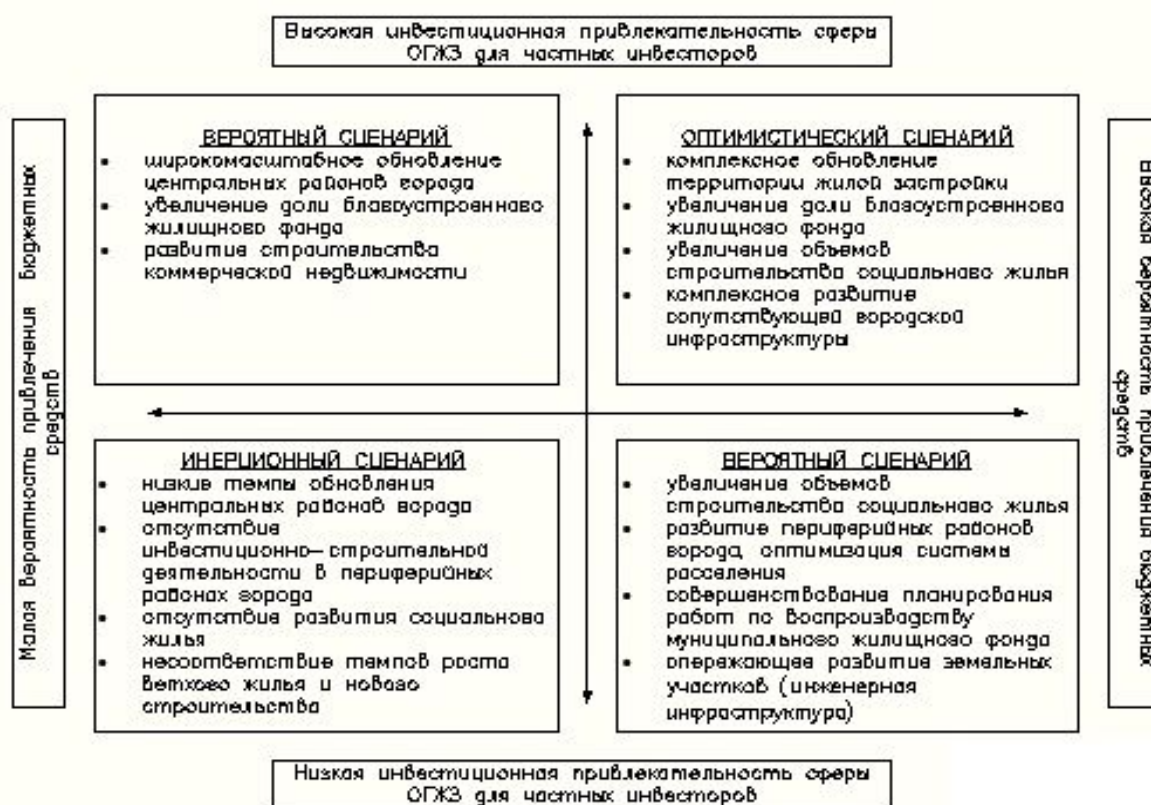 Высокая инвестиционная привлекательность сферы
ОГЖЗ для частных инвесторов
Малая вероятность привлечения бюджетных
средств
ВЕРОЯТНЫЙ СЦЕНАРИЙ
• широкомасштабное обновление
центральных районов города
• увеличение доли благоустроенного
жилищного фонда
• развитие строительства
коммерческой недвижимости
ОПТИМИСТИЧЕСКИЙ СЦЕНАРИЙ
• комплексное обновление
территории жилой застройки
• увеличение доли благоустроенного
жилищного фонда
• увеличение объемов
строительства социального жилья
• комплексное развитие
сопутствующей городской
инфраструктуры
Высокая вероятность привлечения бюджетных
средств
ИНЕРЦИОННЫЙ СЦЕНАРИЙ
• низкие темпы обновления
центральных районов города
• отсутствие
инвестиционно–строительной
деятельности в периферийных
районах города
• отсутствие развития социального
жилья
• несоответствие темпов роста
ветхого жилья и нового
строительства
ВЕРОЯТНЫЙ СЦЕНАРИЙ
• увеличение объемов
строительства социального жилья
• развитие периферийных районов
города, оптимизация системы
расселения
• совершенствование планирования
работ по воспроизводству
муниципального жилищного фонда
• опережающее развитие земельных
участков (инженерная
инфраструктура)
Низкая инвестиционная привлекательность сферы
ОГЖЗ для частных инвесторов